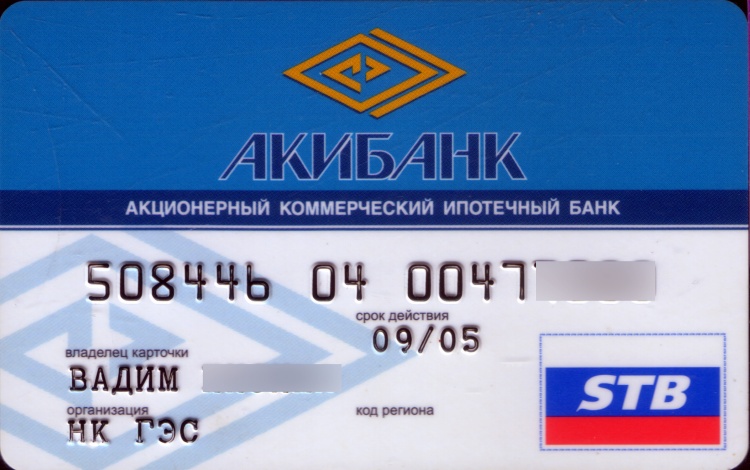 АКИБАНК
АКЦИОНЕРНЫЙ КОММЕРЧЕСКИЙ ИПОТЕЧНЫЙ БАНК
508446 04 0047
срок действия
09/05
владелец карточки
ВАДИМ
организация
код региона
НК ГЭС
STB